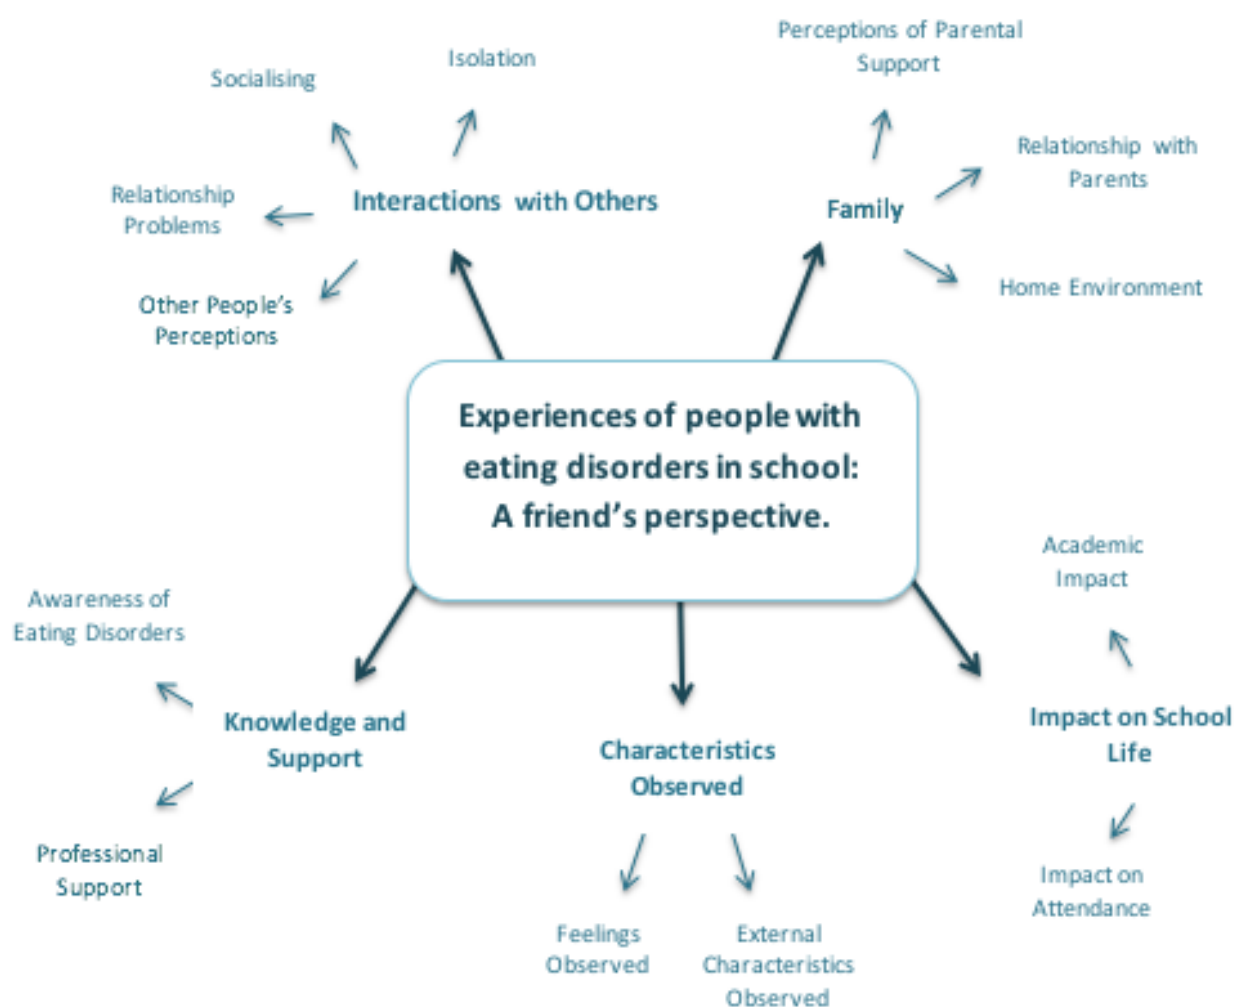 Perceptions of Parental
Support
Isolation
Socialising
Relationship with
Parents
Relationship
Problems
Interactions with Others
Family
Home Environment
Other People's
Perceptions
Experiences of people with
eating disorders in school:
A friend's perspective.
Academic
Impact
Awareness of
Eating Disorders
Knowledge and
Support
Impact on School
Life
Characteristics
Observed
Professional
Support
Impact on
Attendance
Feelings
Observed
External
Characteristics
Observed